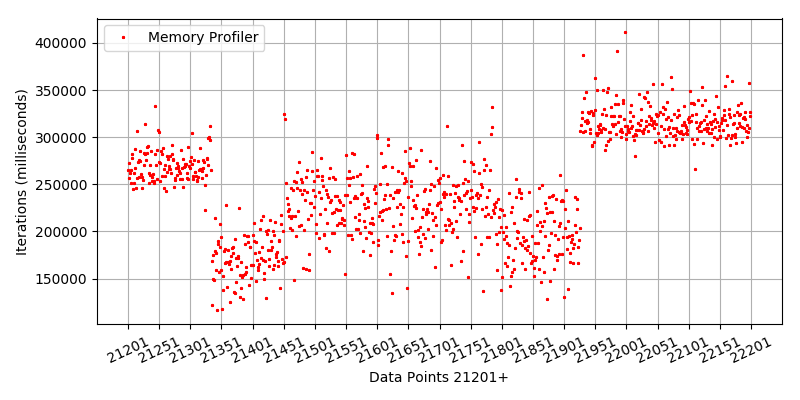 Memory Profiler
400000
350000
300000
250000
200000
150000
Iterations (milliseconds)
21201 21251 21301 21351 21401 21451 21501 21551 21601 21651 21701 21751 21801 21851 21901 21951 22001 22051 22101 22151 22201
Data Points 21201+